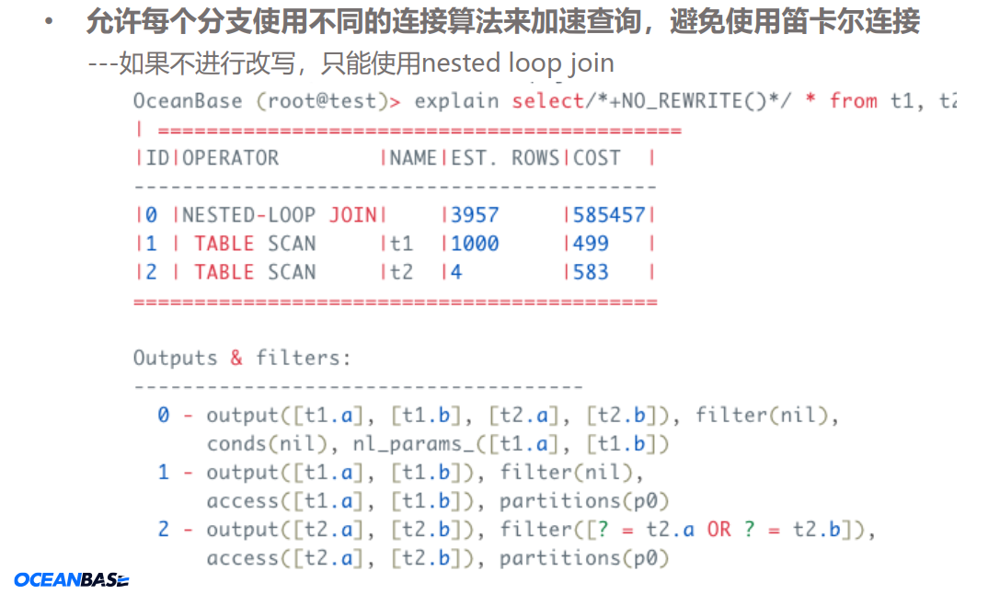 • 允许每个分支使用不同的连接算法来加速查询，避免使用笛卡尔连接
---如果不进行改写，只能使用nested loop join
OceanBase (root@test)> explain select/*+NO_REWRITE()*/ * from t1, t2
| ===========================================
|ID|OPERATOR        |NAME|EST. ROWS|COST  |
-------------------------------------------
|0 |NESTED-LOOP JOIN|    |3957     |585457|
|1 | TABLE SCAN     |t1  |1000     |499   |
|2 | TABLE SCAN     |t2  |4        |583   |
===========================================
Outputs & filters:
-------------------------------------
0 - output([t1.a], [t1.b], [t2.a], [t2.b]), filter(nil),
conds(nil), nl_params_([t1.a], [t1.b])
1 - output([t1.a], [t1.b]), filter(nil),
access([t1.a], [t1.b]), partitions(p0)
2 - output([t2.a], [t2.b]), filter([? = t2.a OR ? = t2.b]),
access([t2.a], [t2.b]), partitions(p0)
OCEANBASE